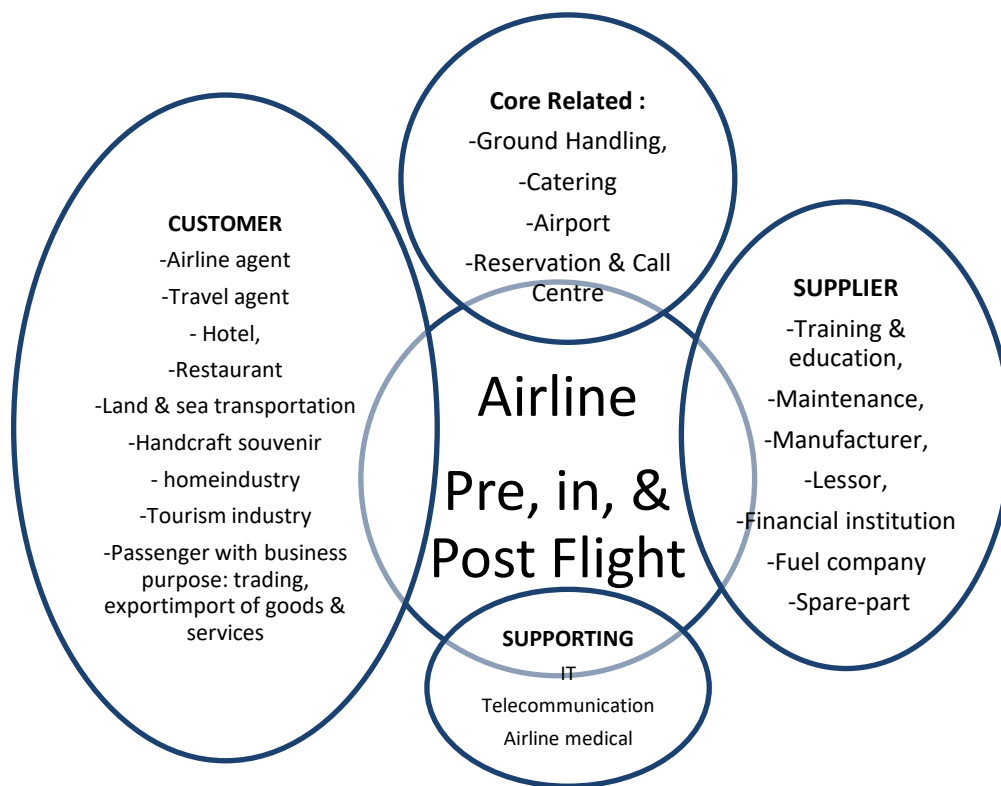 Core Related :
-Ground Handling,
-Catering
-Airport
-Reservation & Call
Centre
CUSTOMER
-Airline agent
-Travel agent
- Hotel,
-Restaurant
-Land & sea transportation
-Handcraft souvenir
- homeindustry
-Tourism industry
-Passenger with business
purpose: trading,
exportimport of goods &
services
Airline
Pre, in, &
Post Flight
SUPPLIER
-Training &
education,
-Maintenance,
-Manufacturer,
-Lessor,
-Financial institution
-Fuel company
-Spare-part
SUPPORTING
IT
Telecommunication
Airline medical